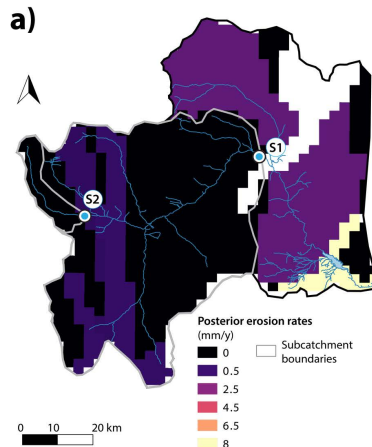 a)
S1
S2
Posterior erosion rates
(mm/y)
0
0.5
2.5
4.5
6.5
8
Subcatchment
boundaries
0 10 20 km